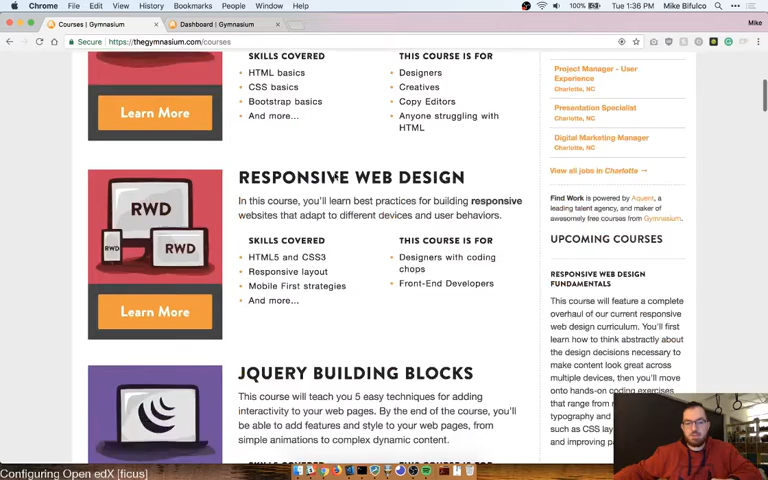 Chrome File Edit View History Bookmarks People Window Help
100% Tue 1:36 PM Mike Bifulco
Courses | Gymnasium
Dashboard | Gymnasium
Mike
Secure https://thegymnasium.com/courses
SKILLS COVERED
HTML basics
CSS basics
Bootstrap basics
And more...
THIS COURSE IS FOR
Designers
Creatives
Copy Editors
Anyone struggling with
HTML
Learn More
RESPONSIVE WEB DESIGN
In this course, you'll learn best practices for building responsive
websites that adapt to different devices and user behaviors.
RWD
RWD
RWD
SKILLS COVERED
HTML5 and CSS3
Responsive layout
Mobile First strategies
And more...
THIS COURSE IS FOR
Designers with coding
chops
Front-End Developers
Learn More
JQUERY BUILDING BLOCKS
This course will teach you 5 easy techniques for adding
interactivity to your web pages. By the end of the course, you'll
be able to add features and style to your web pages, from
simple animations to complex dynamic content.
Project Manager - User
Experience
Charlotte, NC
Presentation Specialist
Charlotte, NC
Digital Marketing Manager
Charlotte, NC
View all jobs in Charlotte →
Find Work is powered by Aquent, a
leading talent agency, and maker of
awesomely free courses from Gymnasium.
UPCOMING COURSES
RESPONSIVE WEB DESIGN
FUNDAMENTALS
This course will feature a complete
overhaul of our current responsive
web design curriculum. You'll first
learn how to think abstractly about
the design decisions necessary to
make content look great across
multiple devices, then you'll move
onto hands-on coding exercises
that range from
typography and
such as CSS
and improving
Configuring Open edX [ficus]